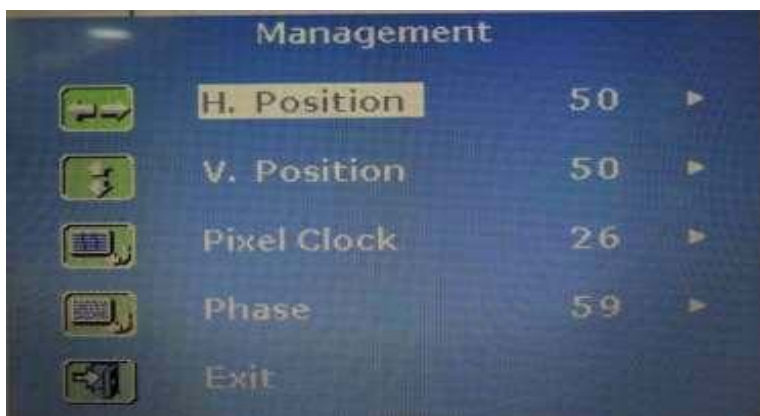 Management
H. Position 50
V. Position 50
Pixel Clock 26
Phase 59
Exit